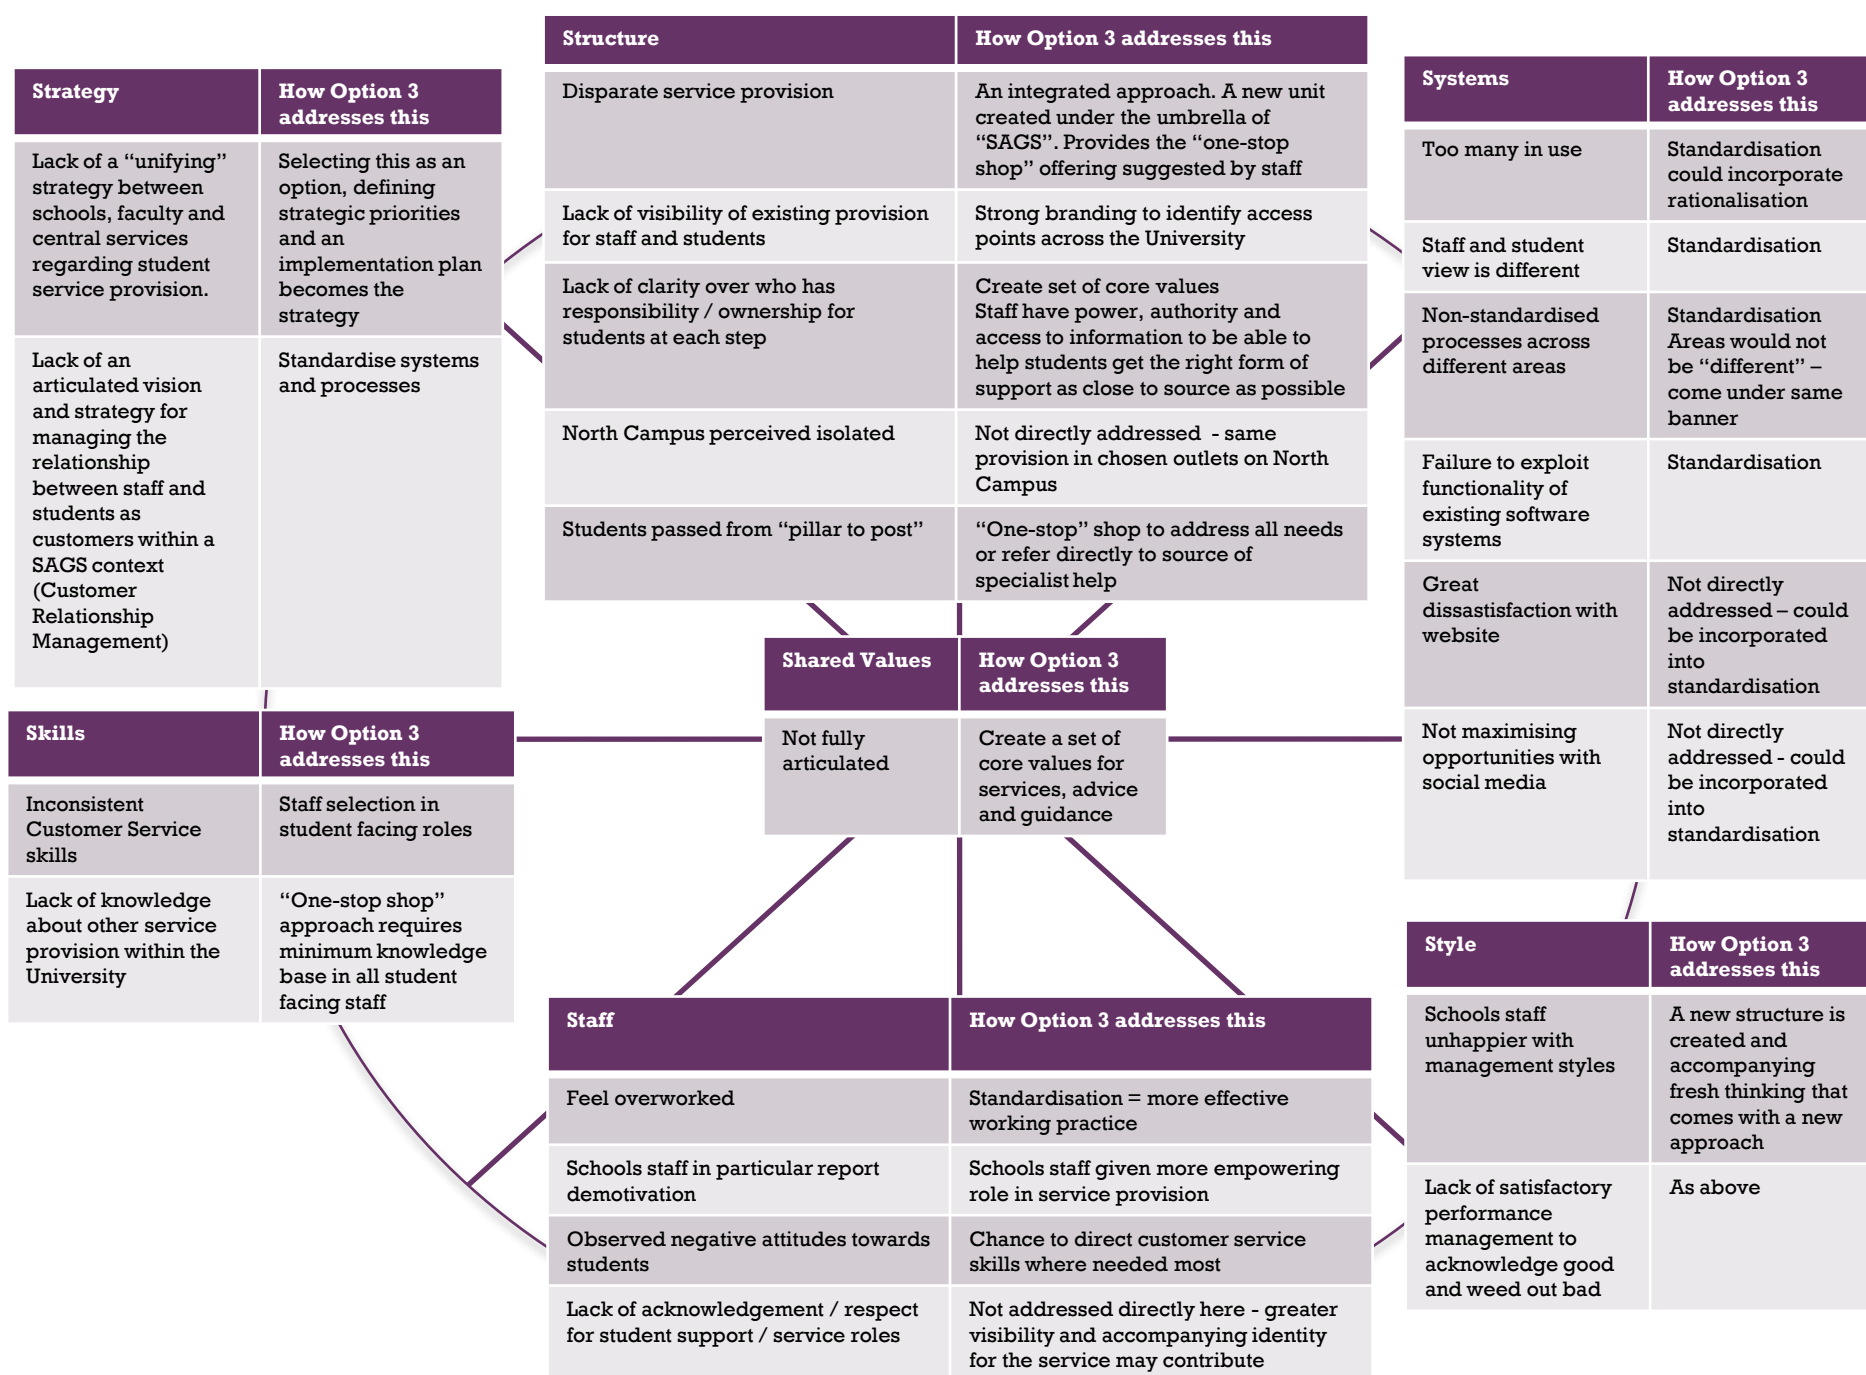 Structure
How Option 3 addresses this
Disparate service provision
An integrated approach. A new unit
created under the umbrella of
“SAGS”. Provides the “one-stop
shop” offering suggested by staff
Lack of visibility of existing provision
for staff and students
Strong branding to identify access
points across the University
Lack of clarity over who has
responsibility / ownership for
students at each step
Create set of core values
Staff have power, authority and
access to information to be able to
help students get the right form of
support as close to source as possible
North Campus perceived isolated
Not directly addressed  - same
provision in chosen outlets on North
Campus
Students passed from “pillar to post”
“One-stop” shop to address all needs
or refer directly to source of
specialist help
Strategy
How Option 3
addresses this
Lack of a “unifying”
strategy between
schools, faculty and
central services
regarding student
service provision.
Selecting this as an
option, defining
strategic priorities
and an
implementation plan
becomes the
strategy
Lack of an
articulated vision
and strategy for
managing the
relationship
between staff and
students as
customers within a
SAGS context
(Customer
Relationship
Management)
Standardise systems
and processes
Systems
How Option 3
addresses this
Too many in use
Standardisation
could incorporate
rationalisation
Staff and student
view is different
Standardisation
Non-standardised
processes across
different areas
Standardisation
Areas would not
be “different” –
come under same
banner
Failure to exploit
functionality of
existing software
systems
Standardisation
Great
dissastisfaction with
website
Not directly
addressed – could
be incorporated
into
standardisation
Not maximising
opportunities with
social media
Not directly
addressed - could
be incorporated
into
standardisation
Shared Values
How Option 3
addresses this
Not fully
articulated
Create a set of
core values for
services, advice
and guidance
Skills
How Option 3
addresses this
Inconsistent
Customer Service
skills
Staff selection in
student facing roles
Lack of knowledge
about other service
provision within the
University
“One-stop shop”
approach requires
minimum knowledge
base in all student
facing staff
Staff
How Option 3 addresses this
Feel overworked
Standardisation = more effective
working practice
Schools staff in particular report
demotivation
Schools staff given more empowering
role in service provision
Observed negative attitudes towards
students
Chance to direct customer service
skills where needed most
Lack of acknowledgement / respect
for student support / service roles
Not addressed directly here - greater
visibility and accompanying identity
for the service may contribute
Style
How Option 3
addresses this
Schools staff
unhappier with
management styles
A new structure is
created and
accompanying
fresh thinking that
comes with a new
approach
Lack of satisfactory
performance
management to
acknowledge good
and weed out bad
As above